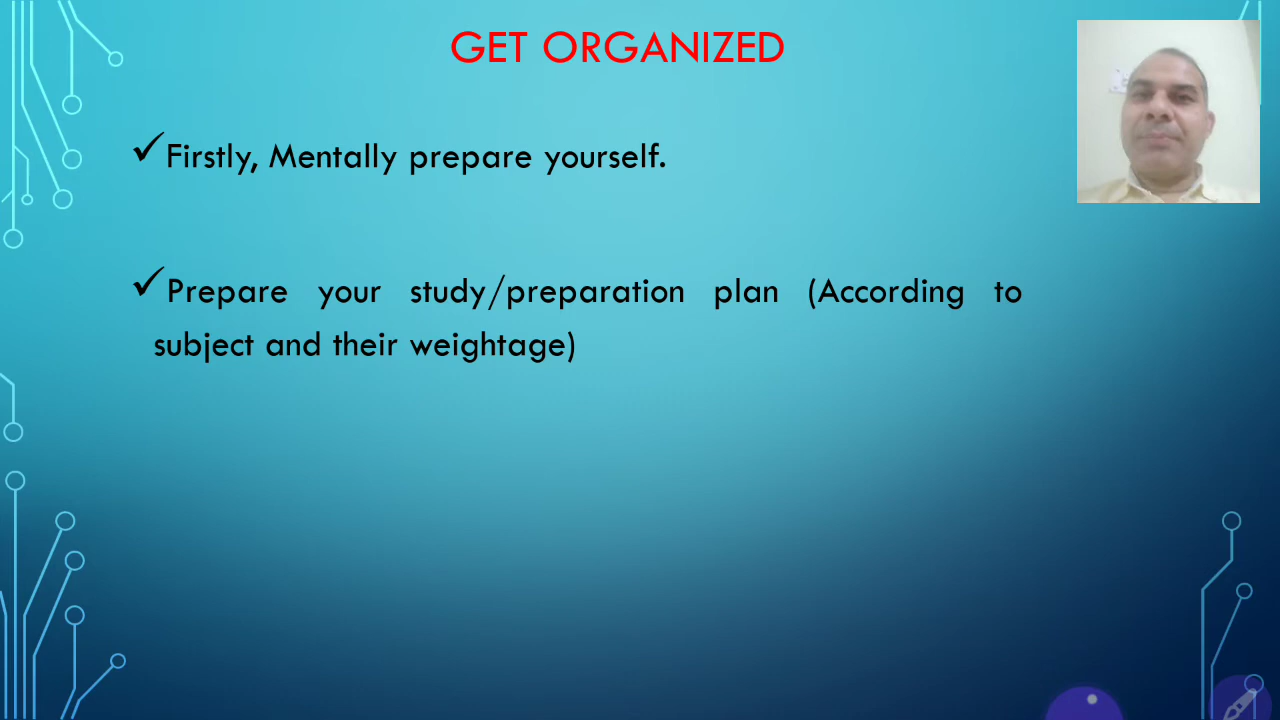 GET ORGANIZED
✓Firstly, Mentally prepare yourself.
✓Prepare your study/preparation plan (According to
subject and their weightage)